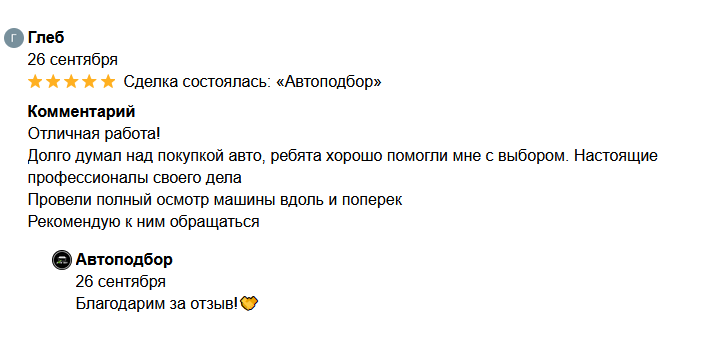 Г
Глеб
26 сентября
Сделка состоялась: «Автоподбор»
Комментарий
Отличная работа!
Долго думал над покупкой авто, ребята хорошо помогли мне с выбором. Настоящие
профессионалы своего дела
Провели полный осмотр машины вдоль и поперек
Рекомендую к ним обращаться
Автоподбор
26 сентября
Благодарим за отзыв!